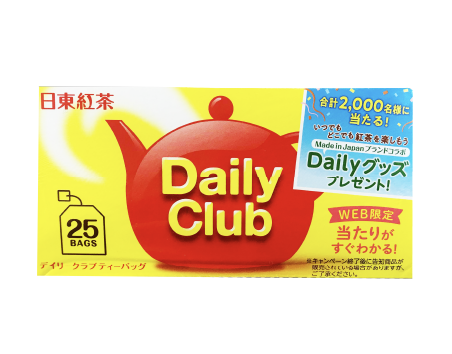 日東紅茶
合計2,000名様に
当たる!
いつでも
どこでも 紅茶を楽しもう
Made in Japanブランドコラボ
Dailyグッズ
プレゼント!
Daily
Club
25
BAGS
WEB限定
当たりが
すぐわかる!
デイリークラブティーバッグ
※キャンペーン終了後に告知商品が
販売されている場合がありますが、
ご了承ください。